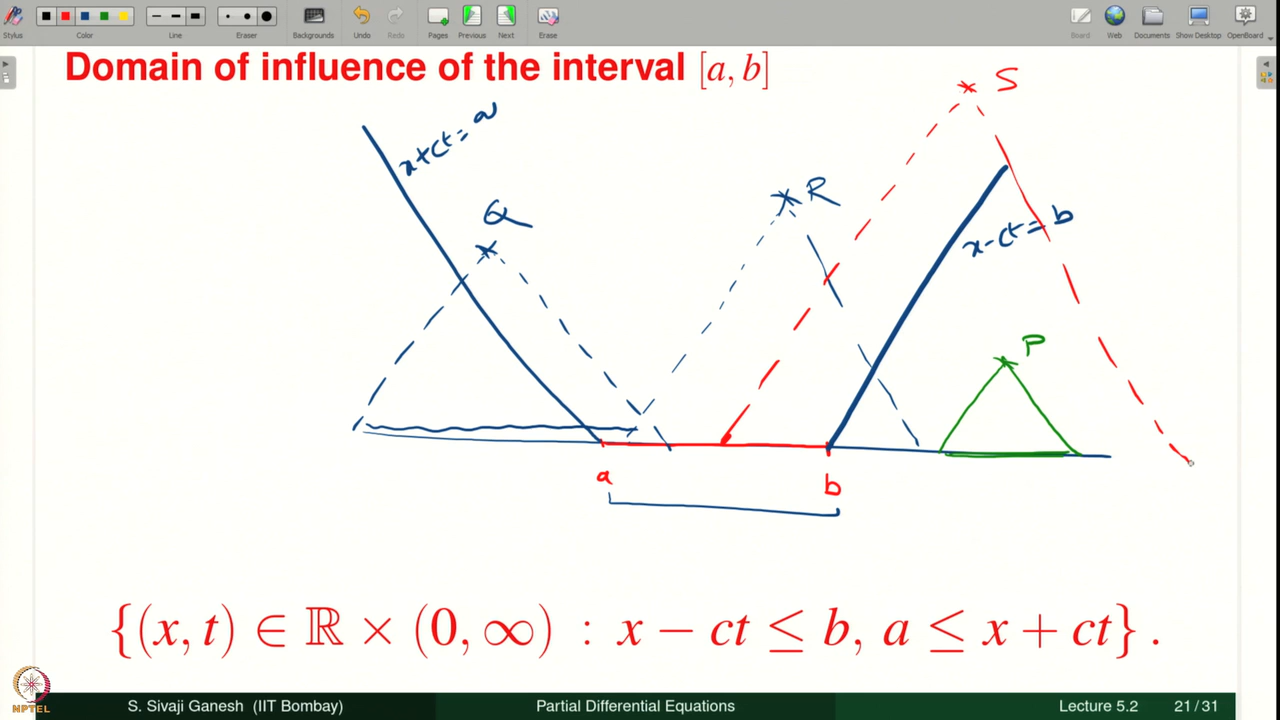 Stylus Color Line Eraser Backgrounds Undo Redo Pages Previous Next Erase Board Web Documents Show Desktop OpenBoard
Domain of influence of the interval [a, b]
S
x+ct=a
Q
R
x-ct=b
P
a
b
{(x, t) ∈ ℝ × (0, ∞) : x − ct ≤ b, a ≤ x + ct} .
NPTEL
S. Sivaji Ganesh (IIT Bombay) Partial Differential Equations Lecture 5.2 21/31